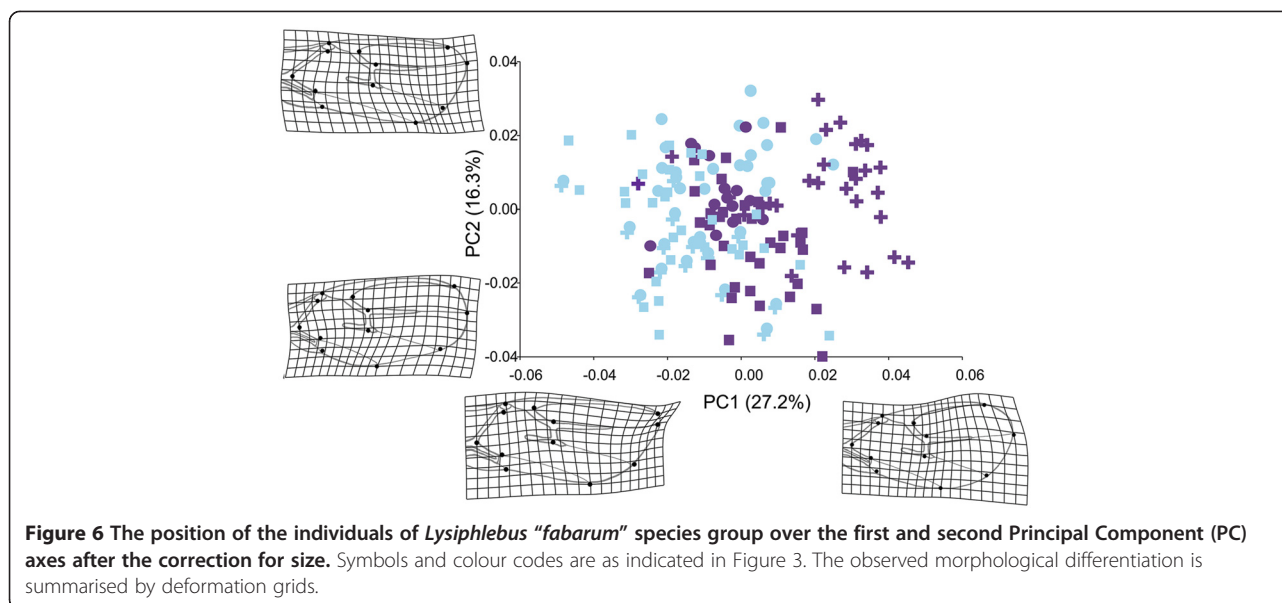 0.04
0.02
0.00
-0.02
-0.04
PC2 (16.3%)
-0.06 -0.04 -0.02 0.00 0.02 0.04 0.06
PC1 (27.2%)
Figure 6 The position of the individuals of Lysiphlebus “fabarum” species group over the first and second Principal Component (PC)
axes after the correction for size. Symbols and colour codes are as indicated in Figure 3. The observed morphological differentiation is
summarised by deformation grids.